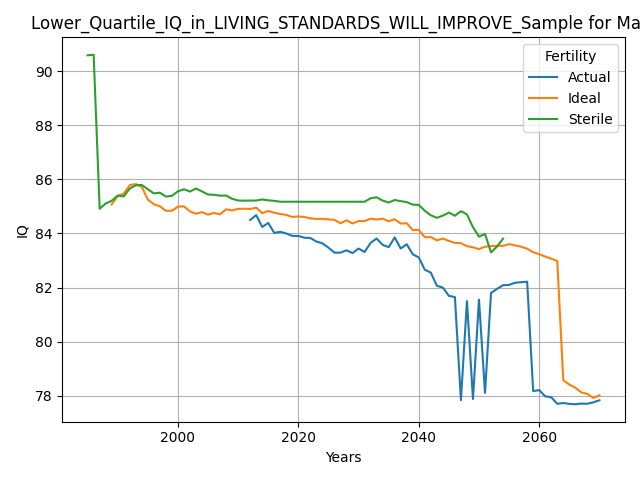 Lower_Quartile_IQ_in_LIVING_STANDARDS_WILL_IMPROVE_Sample for Ma
Fertility
Actual
Ideal
Sterile
IQ
90
88
86
84
82
80
78
2000
2020
2040
2060
Years